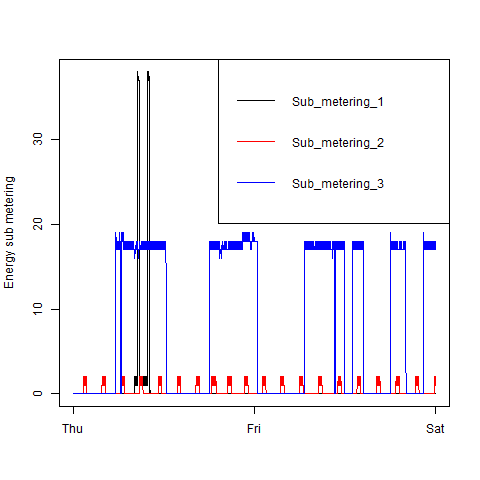 Sub_metering_1
Sub_metering_2
Sub_metering_3
Energy sub metering
30
20
10
0
Thu
Fri
Sat